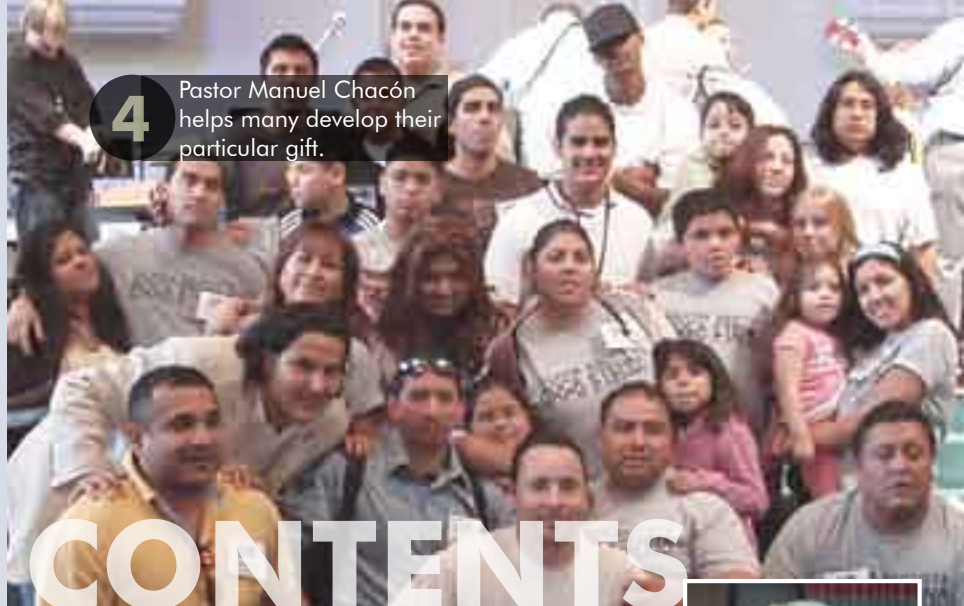 4
Pastor Manuel Chacón
helps many develop their
particular gift.
CONTENTS